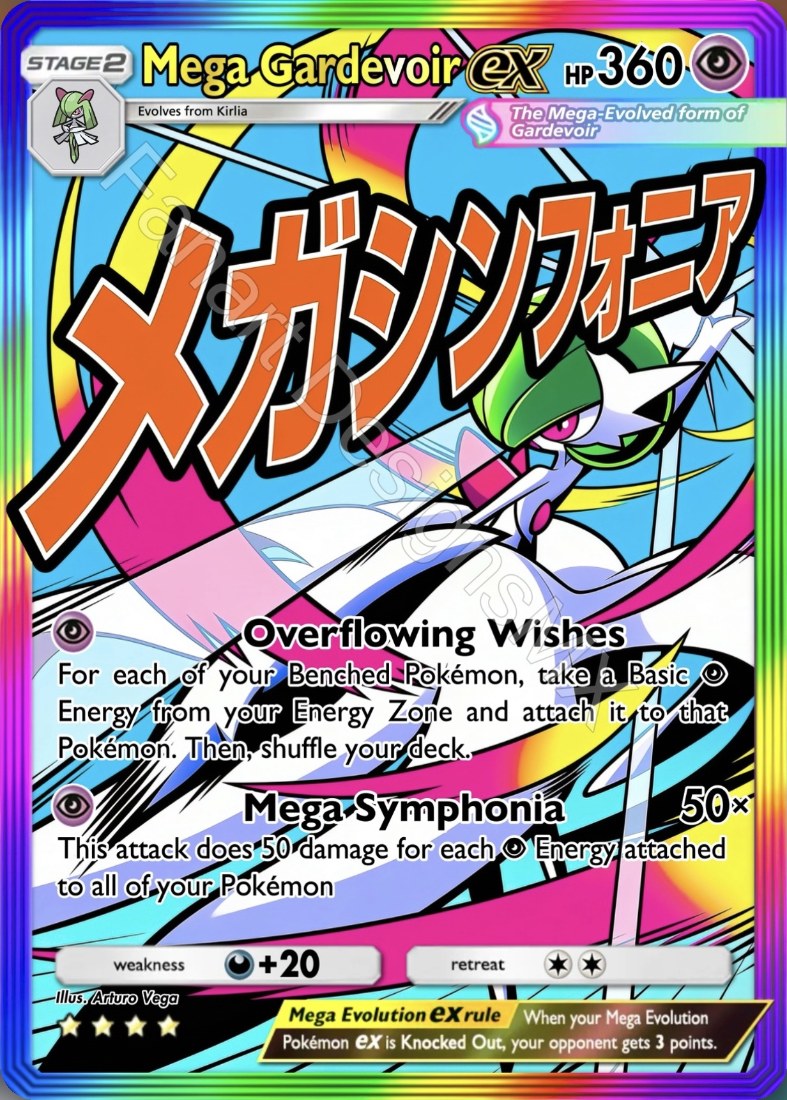 STAGE2
Mega Gardevoir ex HP 360
Evolves from Kirlia
The Mega-Evolved form of
Gardevoir
メガシンフォニア
Fanart DesignsWX
Overflowing Wishes
For each of your Benched Pokémon, take a Basic
Energy from your Energy Zone and attach it to that
Pokémon. Then, shuffle your deck.
Mega Symphonia 50×
This attack does 50 damage for each Energy attached
to all of your Pokémon
weakness +20 retreat
Illus. Arturo Vega
Mega Evolution ex rule When your Mega Evolution
Pokémon ex is Knocked Out, your opponent gets 3 points.